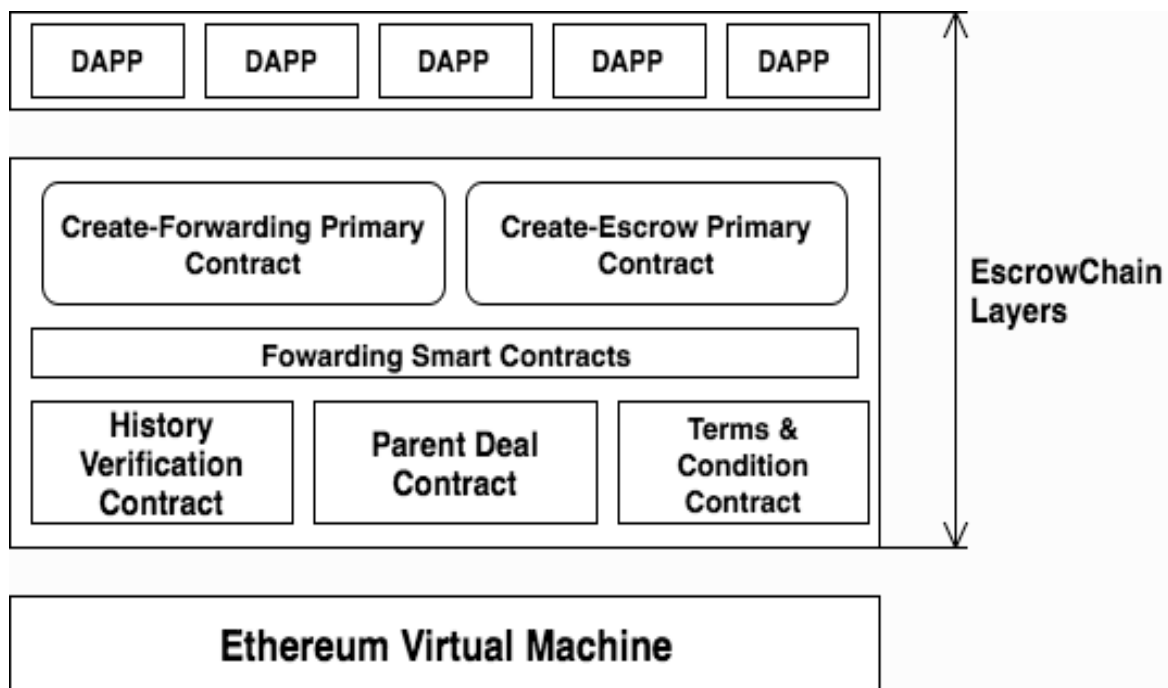 DAPP DAPP DAPP DAPP DAPP
Create-Forwarding Primary
Contract
Create-Escrow Primary
Contract
EscrowChain
Layers
Fowarding Smart Contracts
History
Verification
Contract
Parent Deal
Contract
Terms &
Condition
Contract
Ethereum Virtual Machine